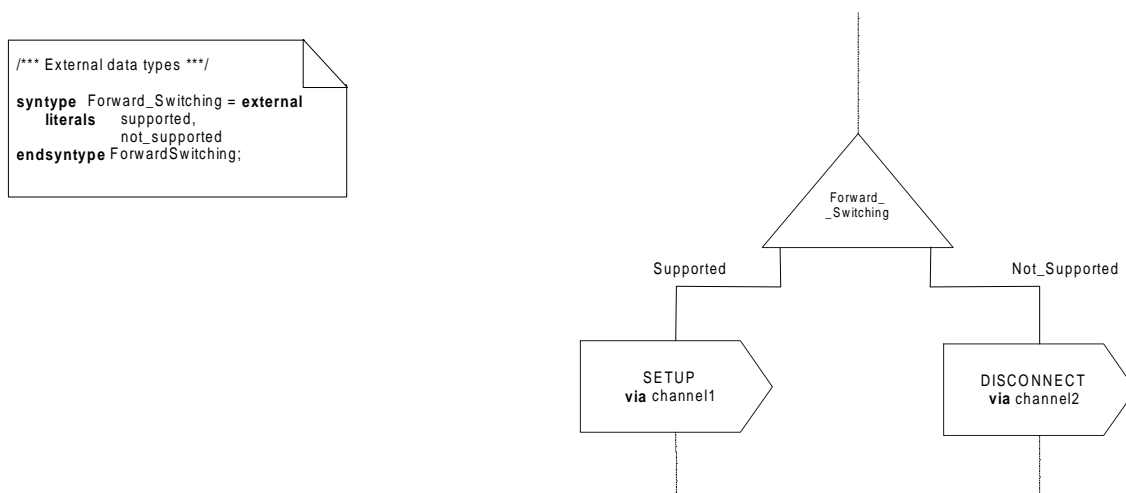 /*** External data types ***/
syntype Forward_Switching = external
literals supported,
not_supported
endsyntype ForwardSwitching;
Forward_
_Switching
Supported
Not_Supported
SETUP
via channel1
DISCONNECT
via channel2